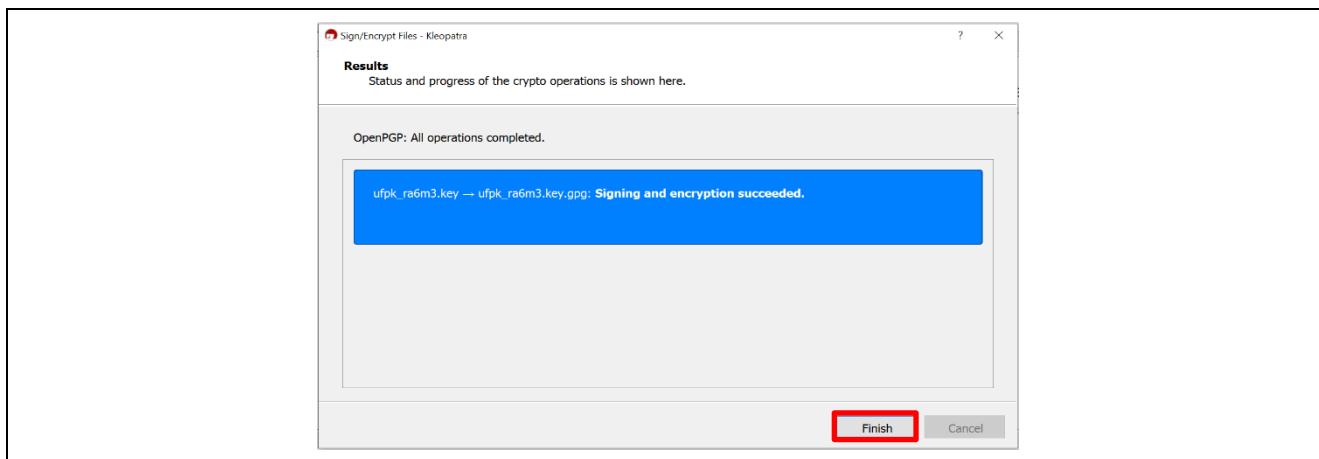 Sign/Encrypt Files - Kleopatra ? ×
Results
Status and progress of the crypto operations is shown here.
OpenPGP: All operations completed.
ufpk_ra6m3.key → ufpk_ra6m3.key.gpg: Signing and encryption succeeded.
Finish Cancel